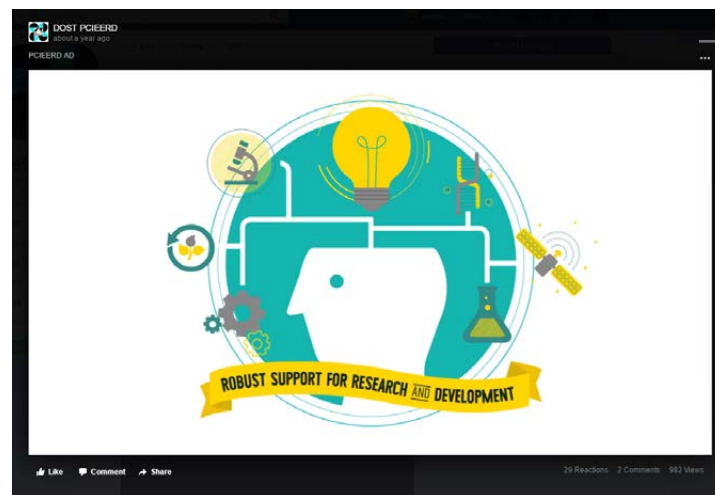 DOST PCIEERD
about a year ago
PCIEERD AD
ROBUST SUPPORT FOR RESEARCH AND DEVELOPMENT
Like Comment Share
29 Reactions 2 Comments 982 Views